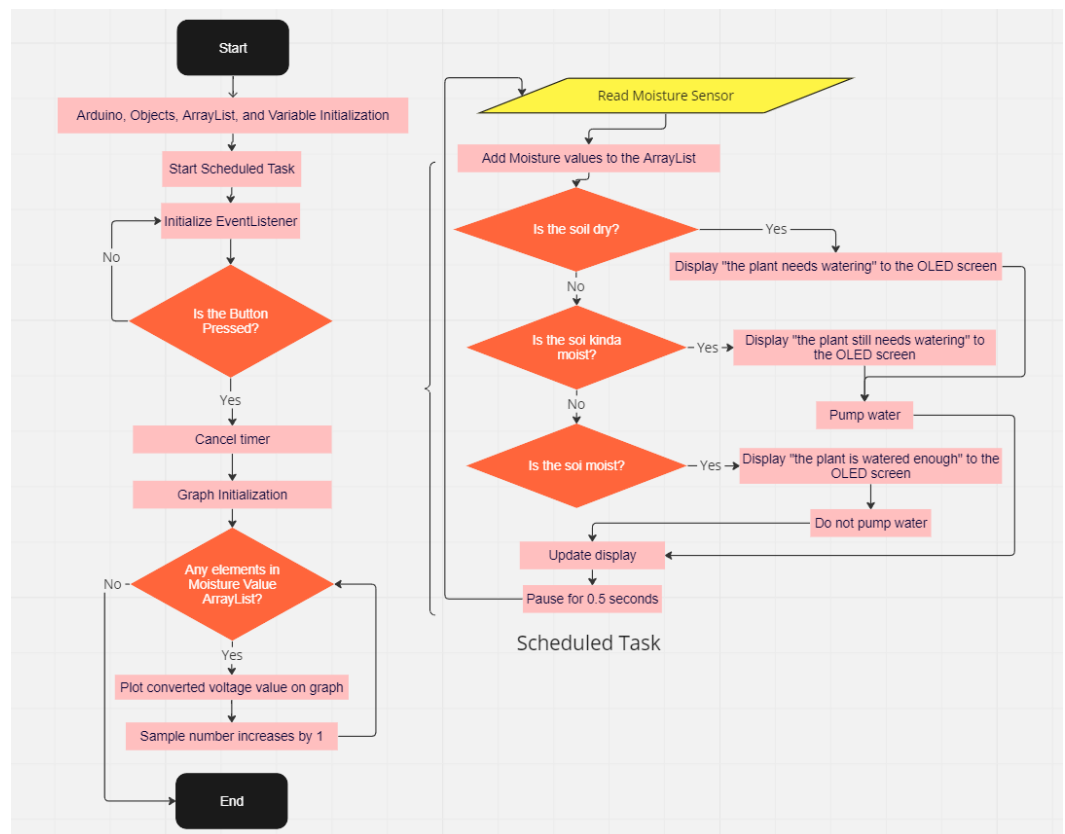 Start
Arduino, Objects, ArrayList, and Variable Initialization
Start Scheduled Task
Initialize EventListener
No
Is the Button
Pressed?
Yes
Cancel timer
Graph Initialization
Any elements in
Moisture Value
ArrayList?
No
Yes
Plot converted voltage value on graph
Sample number increases by 1
End
Read Moisture Sensor
Add Moisture values to the ArrayList
Is the soil dry?
Yes
Display "the plant needs watering" to the OLED screen
No
Is the soi kinda
moist?
Yes
Display "the plant still needs watering" to
the OLED screen
Pump water
No
Is the soi moist?
Yes
Display "the plant is watered enough" to the
OLED screen
Do not pump water
Update display
Pause for 0.5 seconds
Scheduled Task